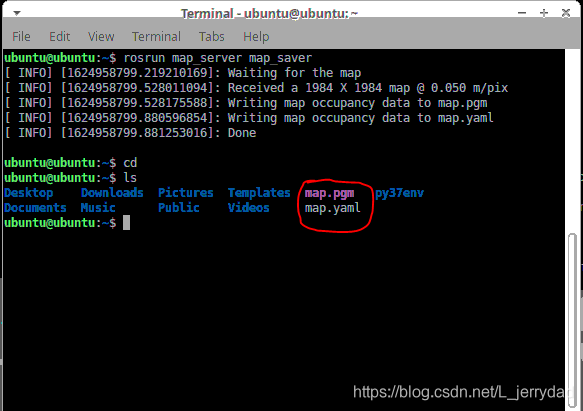 Terminal - ubuntu@ubuntu: ~
File Edit View Terminal Tabs Help
ubuntu@ubuntu:~$ rosrun map_server map_saver
[ INFO] [1624958799.219210169]: Waiting for the map
[ INFO] [1624958799.528011094]: Received a 1984 X 1984 map @ 0.050 m/pix
[ INFO] [1624958799.528175588]: Writing map occupancy data to map.pgm
[ INFO] [1624958799.880596854]: Writing map occupancy data to map.yaml
[ INFO] [1624958799.881253016]: Done
ubuntu@ubuntu:~$ cd
ubuntu@ubuntu:~$ ls
Desktop Downloads Pictures Templates map.pgm py37env
Documents Music Public Videos map.yaml
ubuntu@ubuntu:~$
https://blog.csdn.net/L_jerrydad